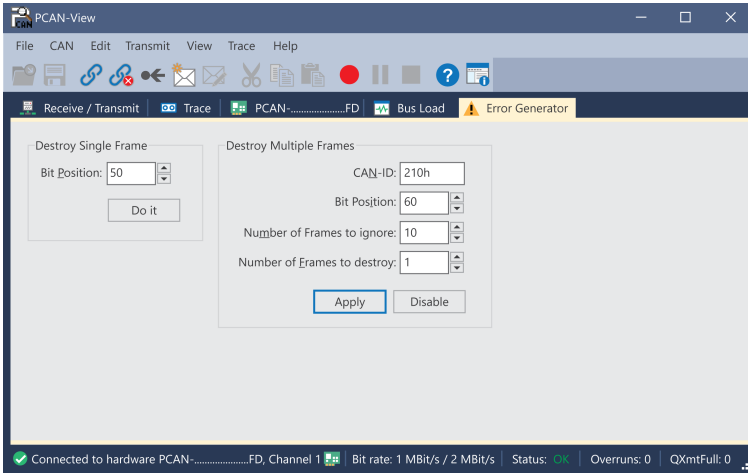 CAN
PCAN-View
File CAN Edit Transmit View Trace Help
Receive / Transmit Trace PCAN-.....................FD Bus Load Error Generator
Destroy Single Frame
Bit Position: 50
Do it
Destroy Multiple Frames
CAN-ID: 210h
Bit Position: 60
Number of Frames to ignore: 10
Number of Frames to destroy: 1
Apply Disable
Connected to hardware PCAN-.....................FD, Channel 1 Bit rate: 1 MBit/s / 2 MBit/s Status: OK Overruns: 0 QXmtFull: 0